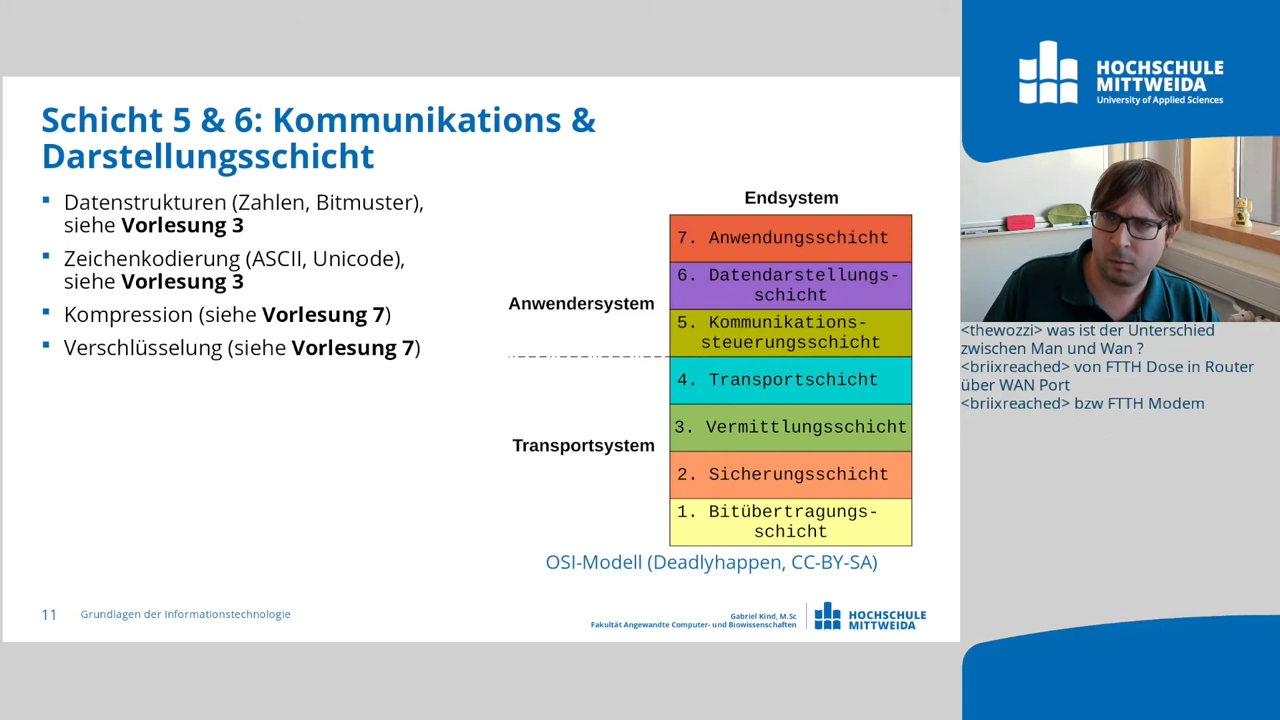 Schicht 5 & 6: Kommunikations &
Darstellungsschicht
Datenstrukturen (Zahlen, Bitmuster),
siehe Vorlesung 3
Zeichenkodierung (ASCII, Unicode),
siehe Vorlesung 3
Kompression (siehe Vorlesung 7)
Verschlüsselung (siehe Vorlesung 7)
Endsystem
7. Anwendungsschicht
6. Datendarstellungs-
schicht
Anwendersystem
5. Kommunikations-
steuerungsschicht
4. Transportschicht
3. Vermittlungsschicht
Transportsystem
2. Sicherungsschicht
1. Bitübertragungs-
schicht
OSI-Modell (Deadlyhappen, CC-BY-SA)
11 Grundlagen der Informationstechnologie
Gabriel Kind, M.Sc
Fakultät Angewandte Computer- und Biowissenschaften
HOCHSCHULE
MITTWEIDA
HOCHSCHULE
MITTWEIDA
University of Applied Sciences
<thewozzi> was ist der Unterschied
zwischen Man und Wan ?
<briixreached> von FTTH Dose in Router
über WAN Port
<briixreached> bzw FTTH Modem